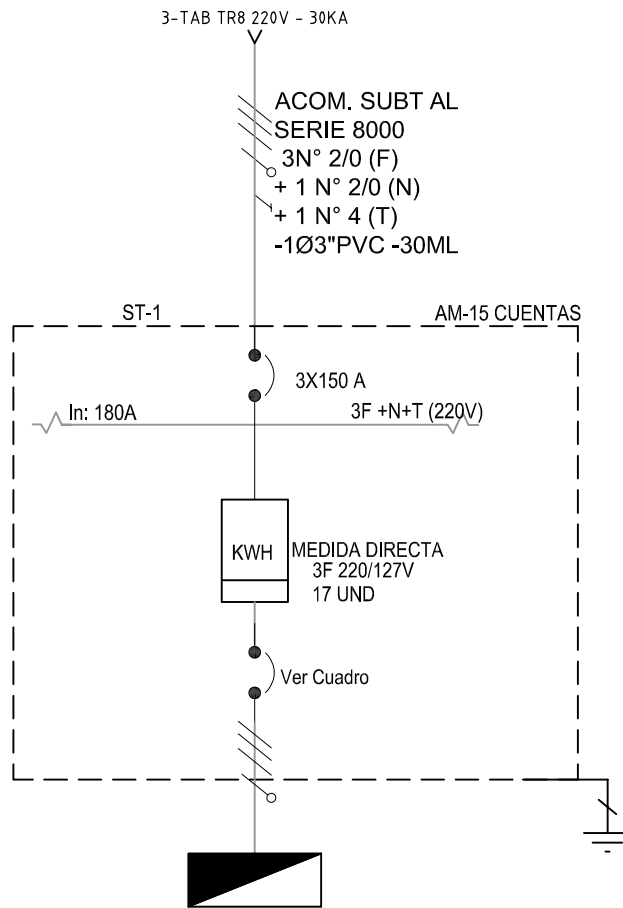 3-TAB TR8 220V - 30KA
ACOM. SUBT AL
SERIE 8000
3N° 2/0 (F)
+ 1 N° 2/0 (N)
+ 1 N° 4 (T)
-1Ø3"PVC -30ML
ST-1
AM-15 CUENTAS
3X150 A
In: 180A
3F +N+T (220V)
KWH
MEDIDA DIRECTA
3F 220/127V
17 UND
Ver Cuadro